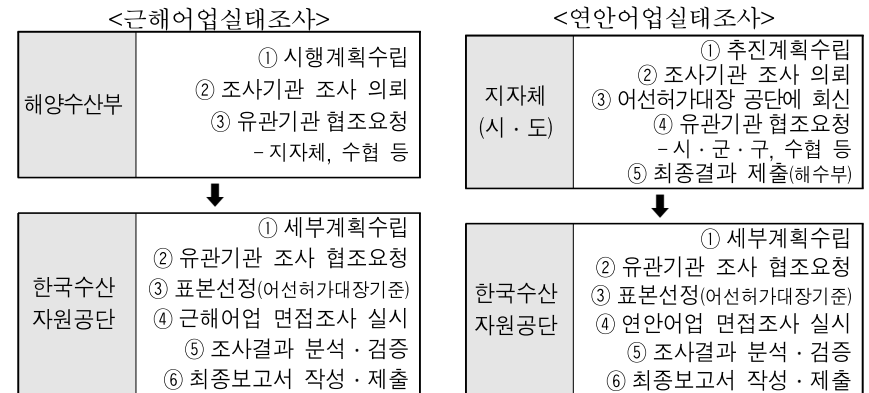 <근해어업실태조사>
해양수산부
① 시행계획수립
② 조사기관 조사 의뢰
③ 유관기관 협조요청
- 지자체, 수협 등
한국수산
자원공단
① 세부계획수립
② 유관기관 조사 협조요청
③ 표본선정(어선허가대장기준)
④ 근해어업 면접조사 실시
⑤ 조사결과 분석 · 검증
⑥ 최종보고서 작성 · 제출
<연안어업실태조사>
지자체
(시 · 도)
① 추진계획수립
② 조사기관 조사 의뢰
③ 어선허가대장 공단에 회신
④ 유관기관 협조요청
- 시 · 군 · 구, 수협 등
⑤ 최종결과 제출(해수부)
한국수산
자원공단
① 세부계획수립
② 유관기관 조사 협조요청
③ 표본선정(어선허가대장기준)
④ 연안어업 면접조사 실시
⑤ 조사결과 분석 · 검증
⑥ 최종보고서 작성 · 제출